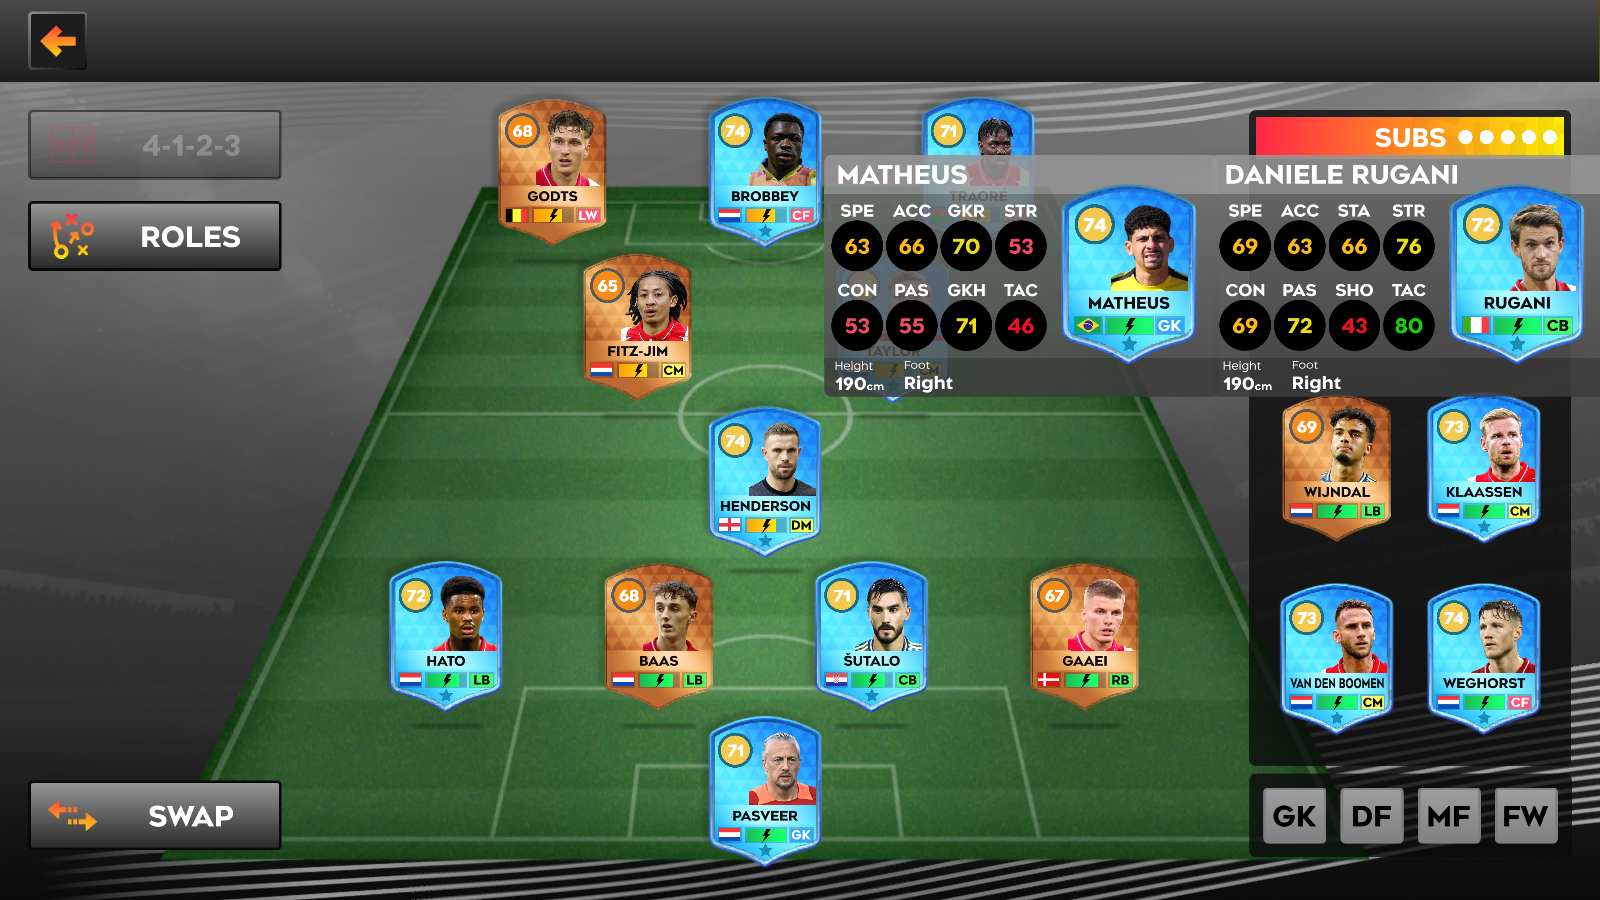 4-1-2-3
ROLES
SWAP
68
GODTS
LW
74
BROBBEY
CF
71
TRAORÉ
65
FITZ-JIM
CM
TAYLOR
CM
74
HENDERSON
DM
72
HATO
LB
68
BAAS
LB
71
ŠUTALO
CB
67
GAAEI
RB
71
PASVEER
GK
MATHEUS
SPE ACC GKR STR
63 66 70 53
CON PAS GKH TAC
53 55 71 46
Height Foot
190cm Right
74
MATHEUS
GK
SUBS
DANIELE RUGANI
SPE ACC STA STR
69 63 66 76
CON PAS SHO TAC
69 72 43 80
Height Foot
190cm Right
72
RUGANI
CB
69
WIJNDAL
LB
73
KLAASSEN
CM
73
VAN DEN BOOMEN
CM
74
WEGHORST
CF
GK DF MF FW